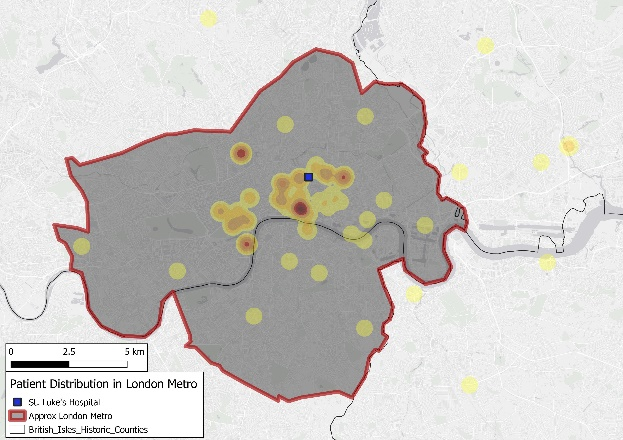 0 2.5 5 km
Patient Distribution in London Metro
St. Luke's Hospital
Approx London Metro
British_Isles_Historic_Counties